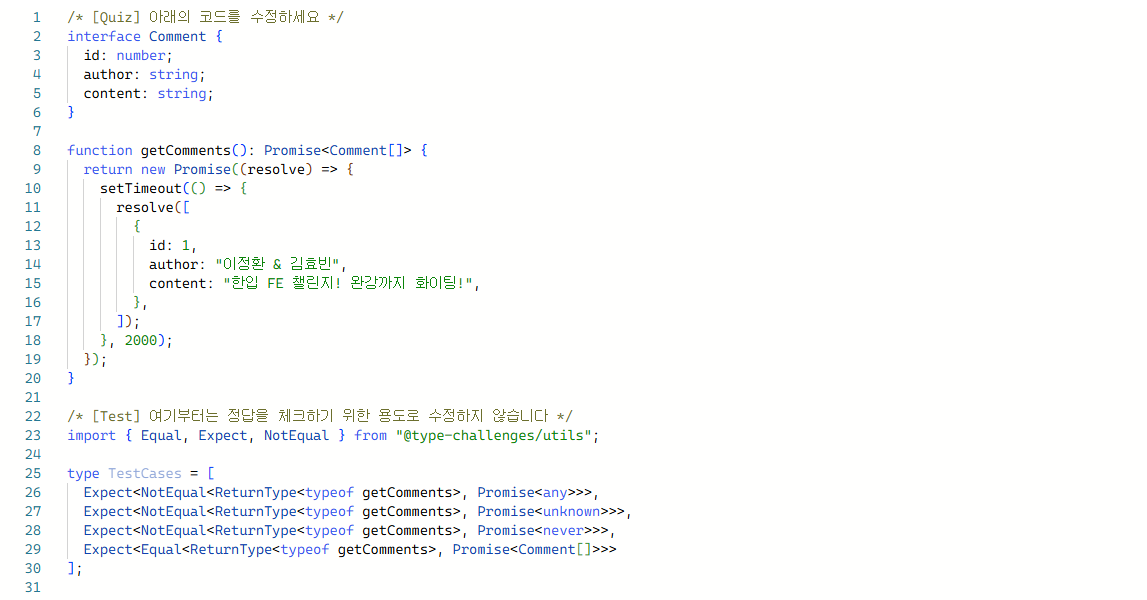 1 /* [Quiz] 아래의 코드를 수정하세요 */
2 interface Comment {
3   id: number;
4   author: string;
5   content: string;
6 }
7
8 function getComments(): Promise<Comment[]> {
9   return new Promise((resolve) => {
10     setTimeout(() => {
11       resolve([
12         {
13           id: 1,
14           author: "이정환 & 김효빈",
15           content: "한입 FE 챌린지! 완강까지 화이팅!",
16         },
17       ]);
18     }, 2000);
19   });
20 }
21
22 /* [Test] 여기부터는 정답을 체크하기 위한 용도로 수정하지 않습니다 */
23 import { Equal, Expect, NotEqual } from "@type-challenges/utils";
24
25 type TestCases = [
26   Expect<NotEqual<ReturnType<typeof getComments>, Promise<any>>>,
27   Expect<NotEqual<ReturnType<typeof getComments>, Promise<unknown>>>,
28   Expect<NotEqual<ReturnType<typeof getComments>, Promise<never>>>,
29   Expect<Equal<ReturnType<typeof getComments>, Promise<Comment[]>>>
30 ];
31